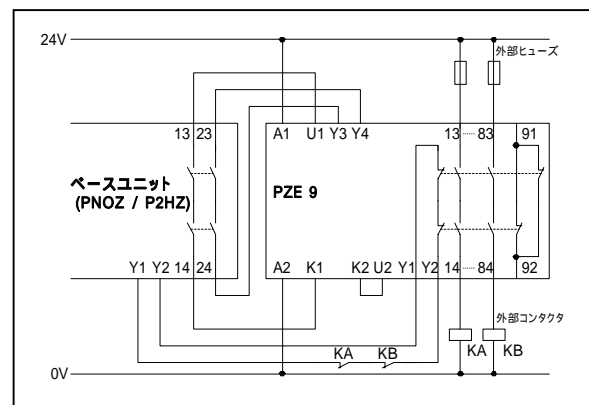 24V
外部ヒューズ
13 23
A1 U1 Y3 Y4
13 83
91
ベースユニット
(PNOZ / P2HZ)
PZE 9
Y1 Y2 14 24
A2 K1
K2 U2 Y1 Y2 14 84
92
外部コンタクタ
KA KB
KA KB
0V